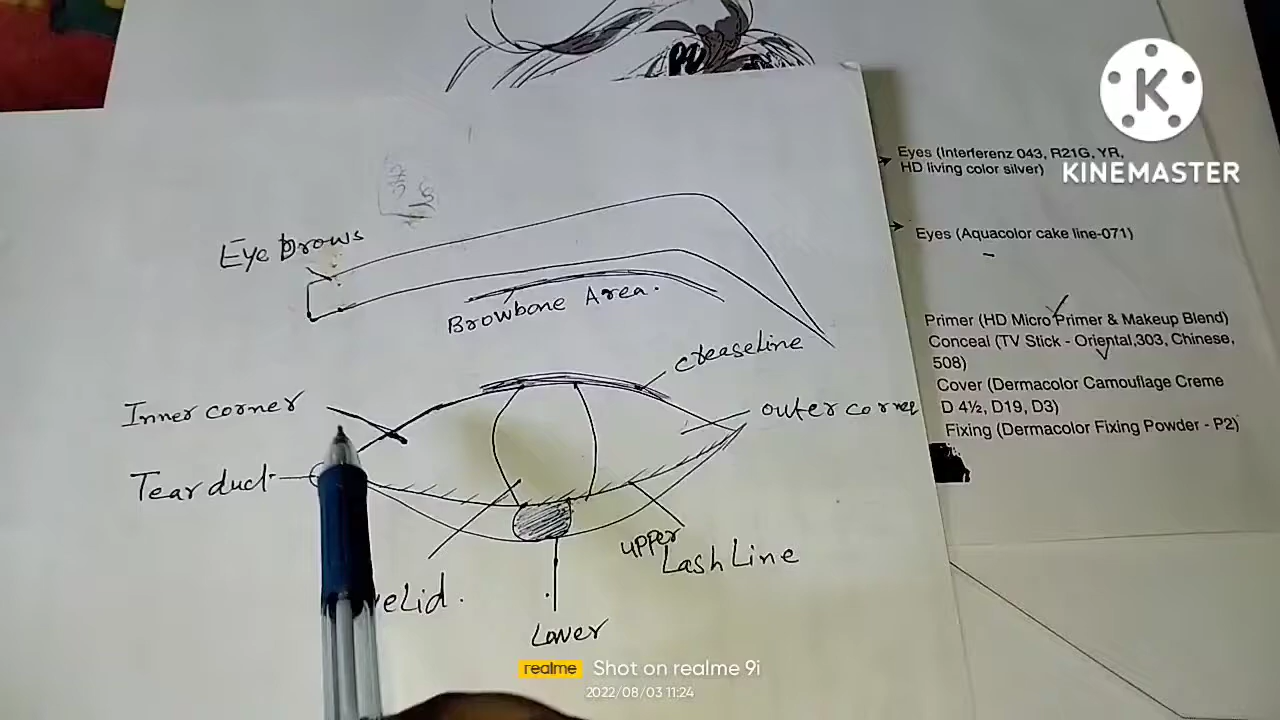 KINEMASTER
Eyes (Interferenz 043, R21G, YR,
HD living color silver)
Eyes (Aquacolor cake line-071)
Primer (HD Micro Primer & Makeup Blend)
Conceal (TV Stick - Oriental,303, Chinese,
508)
Cover (Dermacolor Camouflage Creme
D 4½, D19, D3)
Fixing (Dermacolor Fixing Powder - P2)
Eyebrows
Browbone Area.
creaseline
Inner corner
outer corner
Tear duct
upper
Lash Line
velid.
Lower
realme Shot on realme 9i
2022/08/03 11:24